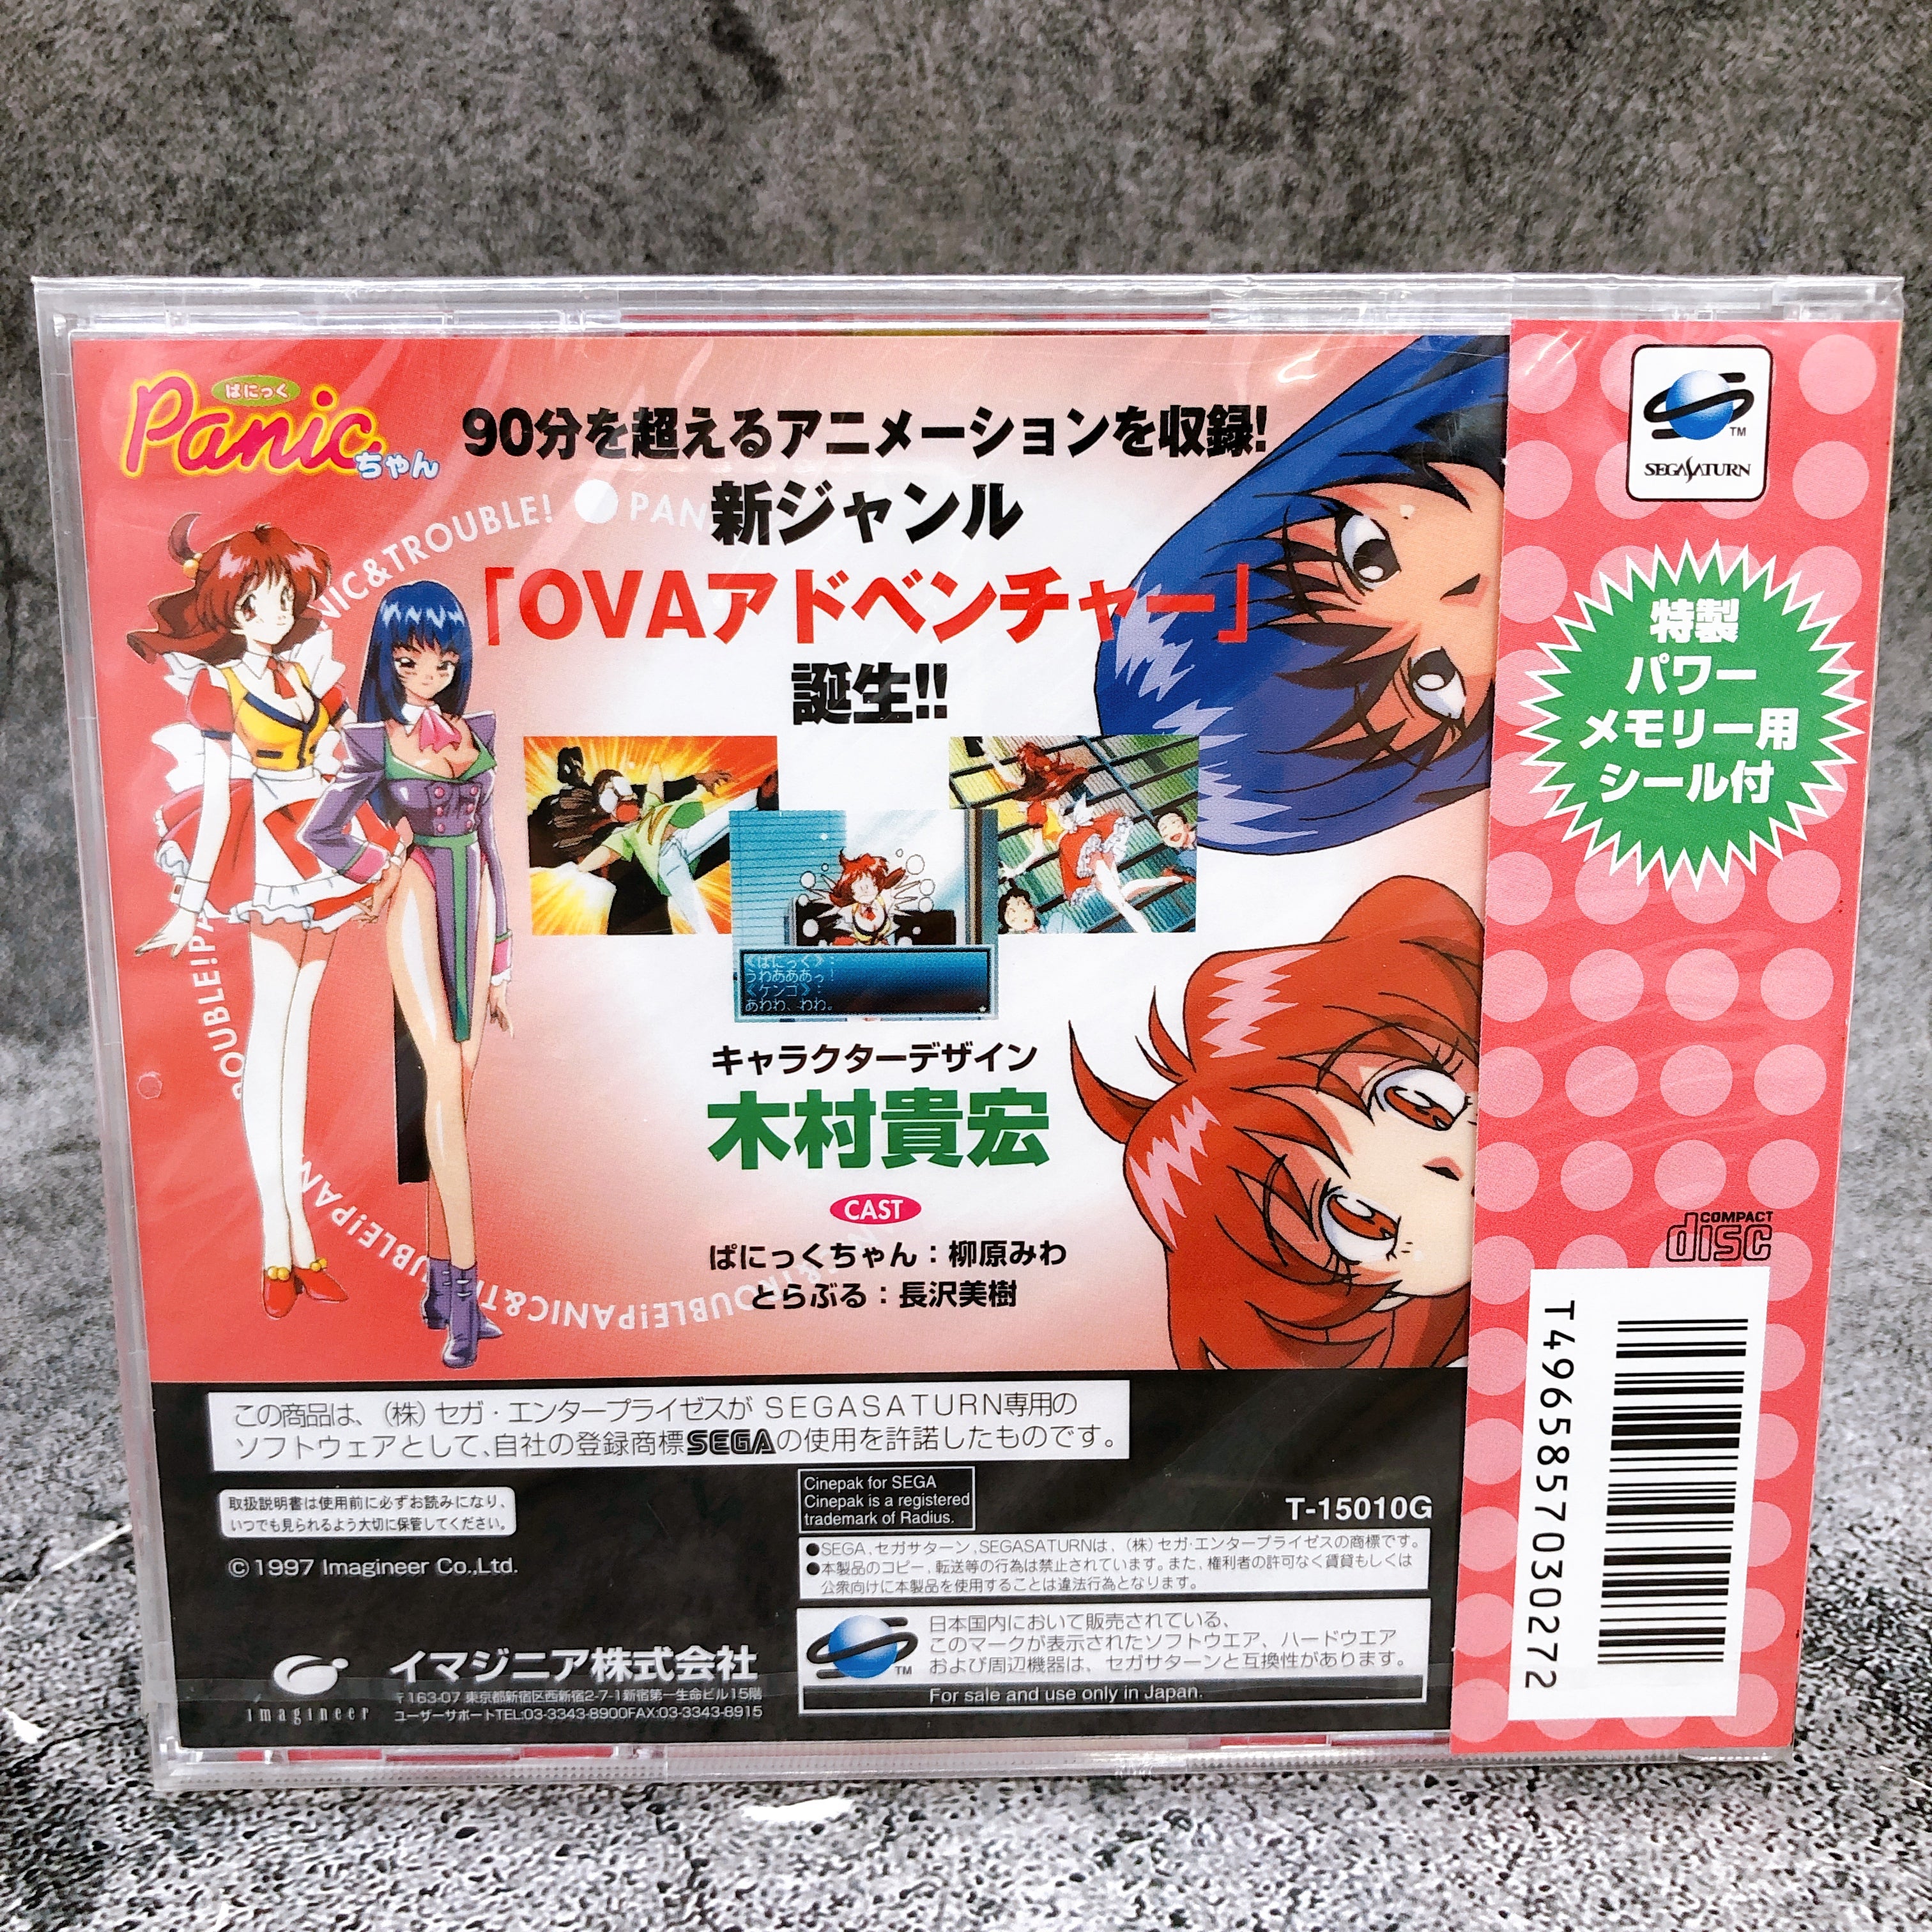 ぱにっく
Panic
ちゃん
90分を超えるアニメーションを収録!
新ジャンル
「OVAアドベンチャー」
誕生!!
NIC&TROUBLE! ● PAN
OUBLE!PA
UBLE!PAN
UBLE!PANIC&T
《ぱにっく》:
うわあああっ!
《ケンコ》:
あわわ、わわ。
キャラクターデザイン
木村貴宏
CAST
ぱにっくちゃん:柳原みわ
とらぶる:長沢美樹
この商品は、(株)セガ・エンタープライゼスがSEGASATURN専用の
ソフトウェアとして、自社の登録商標SEGAの使用を許諾したものです。
取扱説明書は使用前に必ずお読みになり、
いつでも見られるよう大切に保管してください。
©1997 Imagineer Co.,Ltd.
imagineer
イマジニア株式会社
〒163-07 東京都新宿区西新宿2-7-1新宿第一生命ビル15階
ユーザーサポートTEL:03-3343-8900FAX:03-3343-8915
Cinepak for SEGA
Cinepak is a registered
trademark of Radius.
T-15010G
●SEGA、セガサターン、SEGASATURNは、(株)セガ・エンタープライゼスの商標です。
●本製品のコピー、転送等の行為は禁止されています。また、権利者の許可なく賃貸もしくは
公衆向けに本製品を使用することは違法行為となります。
TM
日本国内において販売されている、
このマークが表示されたソフトウエア、ハードウエア
および周辺機器は、セガサターンと互換性があります。
For sale and use only in Japan.
TM
SEGA SATURN
特製
パワー
メモリー用
シール付
COMPACT
disc
T4965857030272